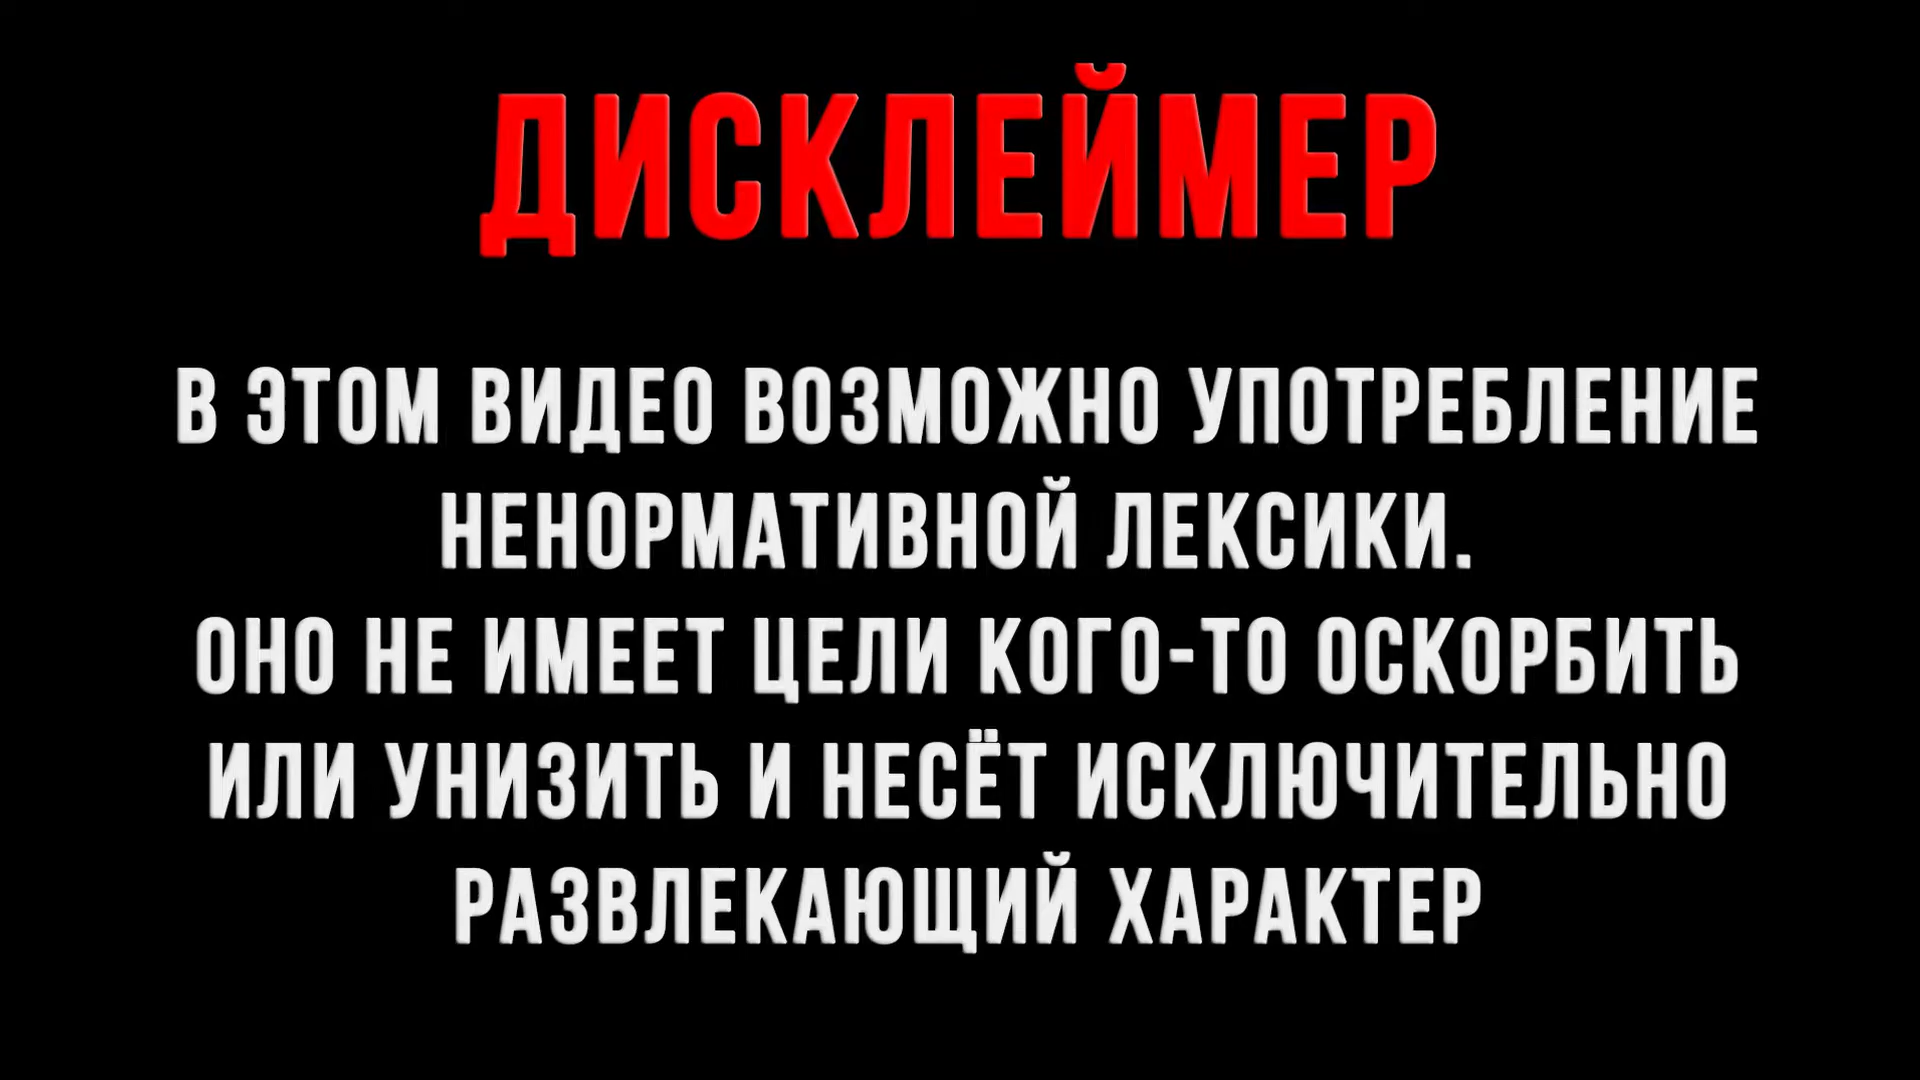 ДИСКЛЕЙМЕР
В ЭТОМ ВИДЕО ВОЗМОЖНО УПОТРЕБЛЕНИЕ
НЕНОРМАТИВНОЙ ЛЕКСИКИ.
ОНО НЕ ИМЕЕТ ЦЕЛИ КОГО-ТО ОСКОРБИТЬ
ИЛИ УНИЗИТЬ И НЕСЁТ ИСКЛЮЧИТЕЛЬНО
РАЗВЛЕКАЮЩИЙ ХАРАКТЕР